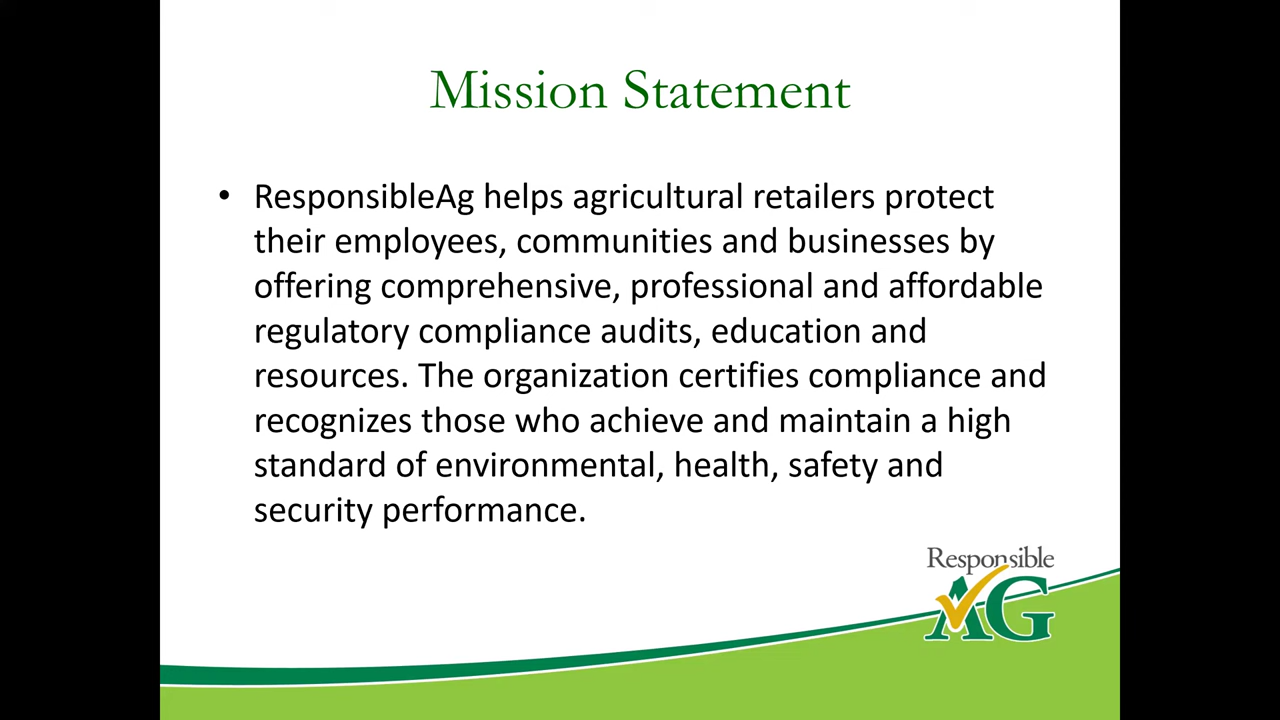 Mission Statement
• ResponsibleAg helps agricultural retailers protect
their employees, communities and businesses by
offering comprehensive, professional and affordable
regulatory compliance audits, education and
resources. The organization certifies compliance and
recognizes those who achieve and maintain a high
standard of environmental, health, safety and
security performance.
Responsible
AG